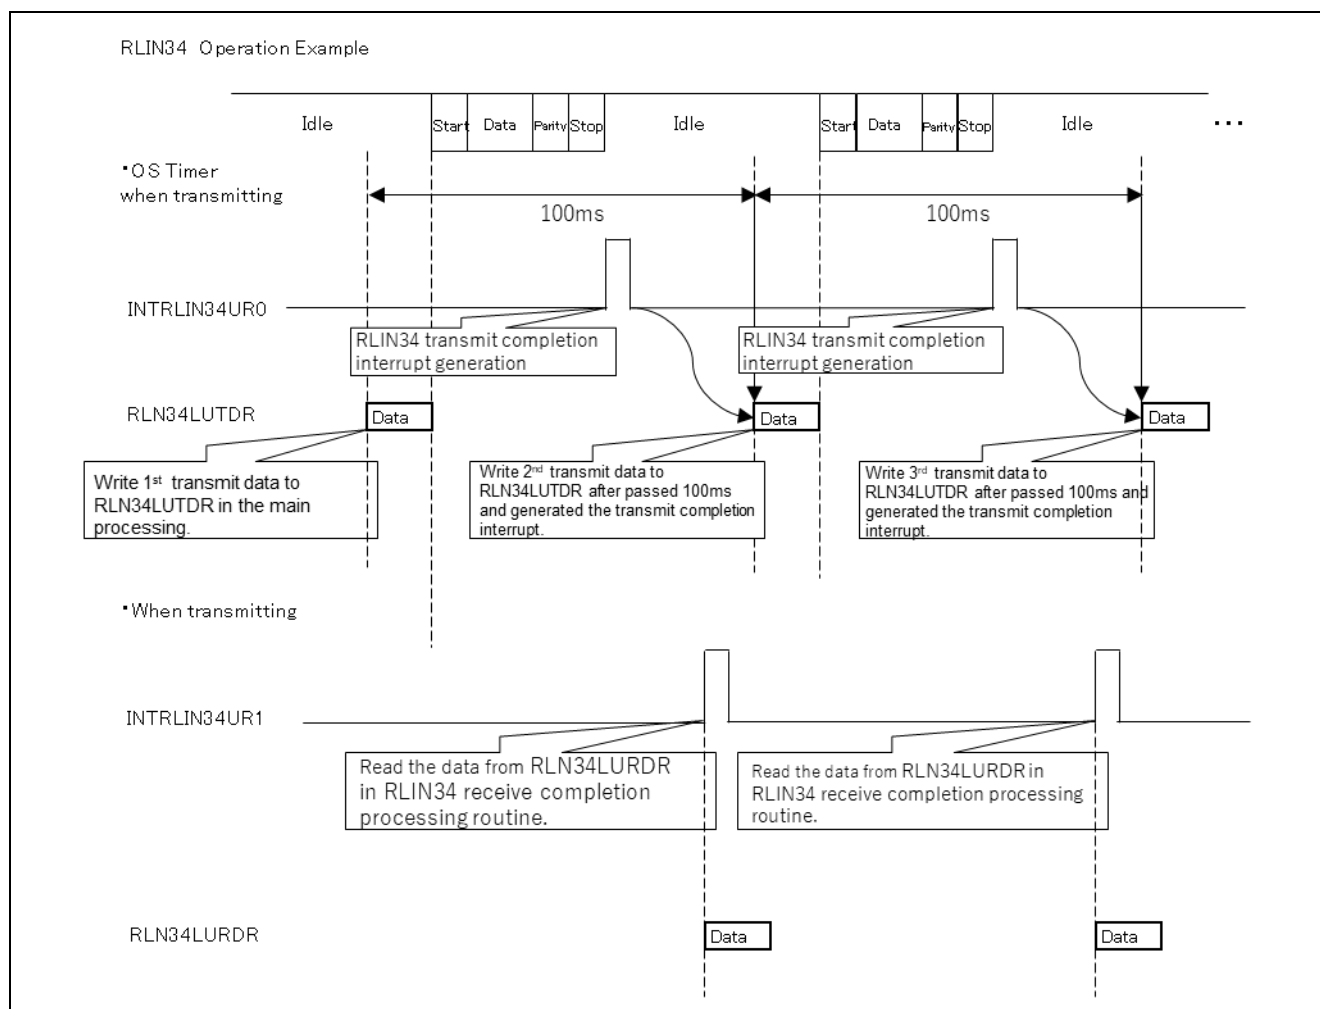 RLIN34 Operation Example
Idle
Start
Data
Parity
Stop
Idle
Start
Data
Parity
Stop
Idle
...
・OS Timer
when transmitting
100ms
100ms
INTRLIN34UR0
RLIN34 transmit completion
interrupt generation
RLIN34 transmit completion
interrupt generation
RLN34LUTDR
Data
Data
Data
Write 1st transmit data to
RLN34LUTDR in the main
processing.
Write 2nd transmit data to
RLN34LUTDR after passed 100ms
and generated the transmit completion
interrupt.
Write 3rd transmit data to
RLN34LUTDR after passed 100ms and
generated the transmit completion
interrupt.
・When transmitting
INTRLIN34UR1
Read the data from RLN34LURDR
in RLIN34 receive completion
processing routine.
Read the data from RLN34LURDR in
RLIN34 receive completion processing
routine.
RLN34LURDR
Data
Data